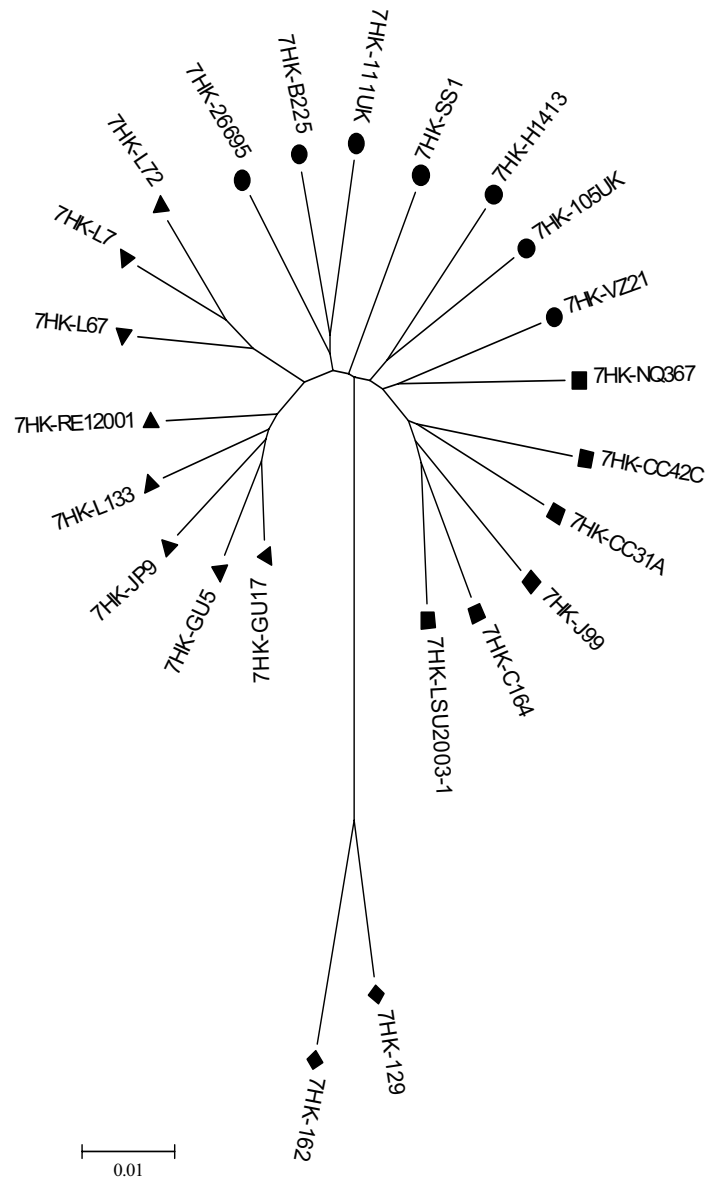 7HK-L72
7HK-26695
7HK-B225
7HK-111UK
7HK-SS1
7HK-H1413
7HK-105UK
7HK-VZ21
7HK-NQ367
7HK-CC42C
7HK-CC31A
7HK-J99
7HK-C164
7HK-LSU2003-1
7HK-129
7HK-162
7HK-GU17
7HK-GU5
7HK-JP9
7HK-L133
7HK-RE12001
7HK-L67
7HK-L7
0.01